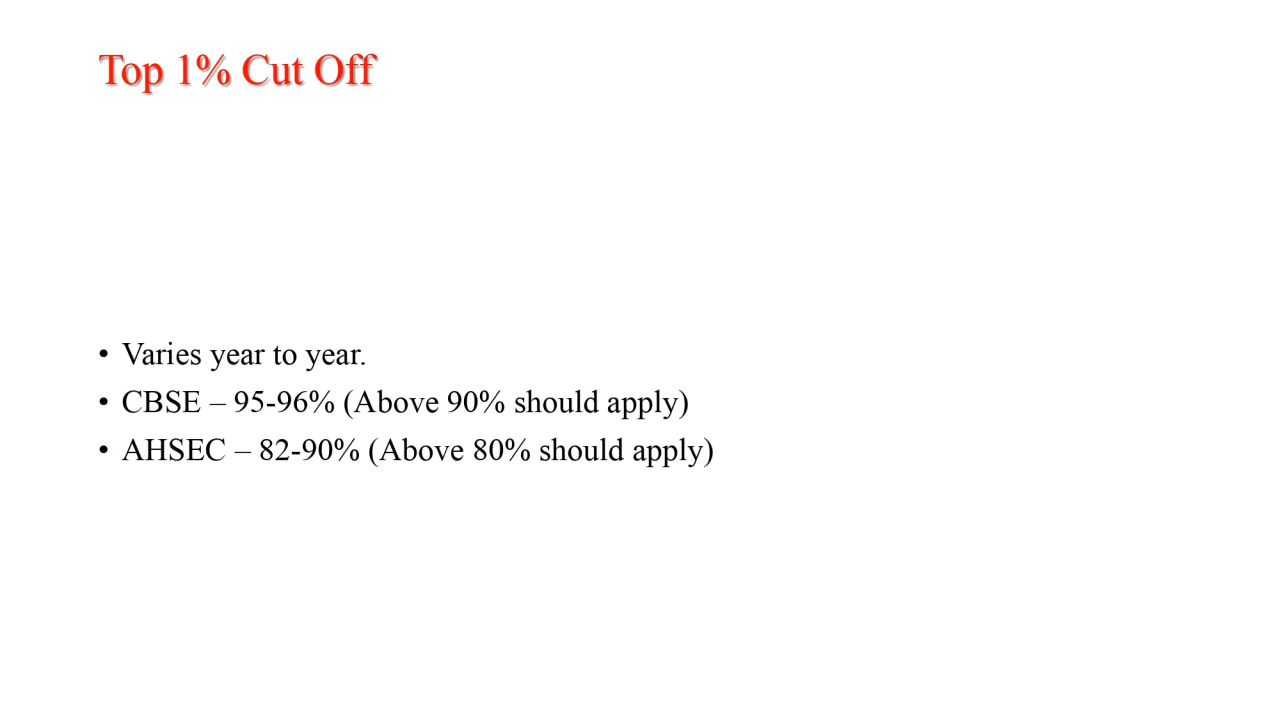 Top 1% Cut Off
• Varies year to year.
• CBSE – 95-96% (Above 90% should apply)
• AHSEC – 82-90% (Above 80% should apply)